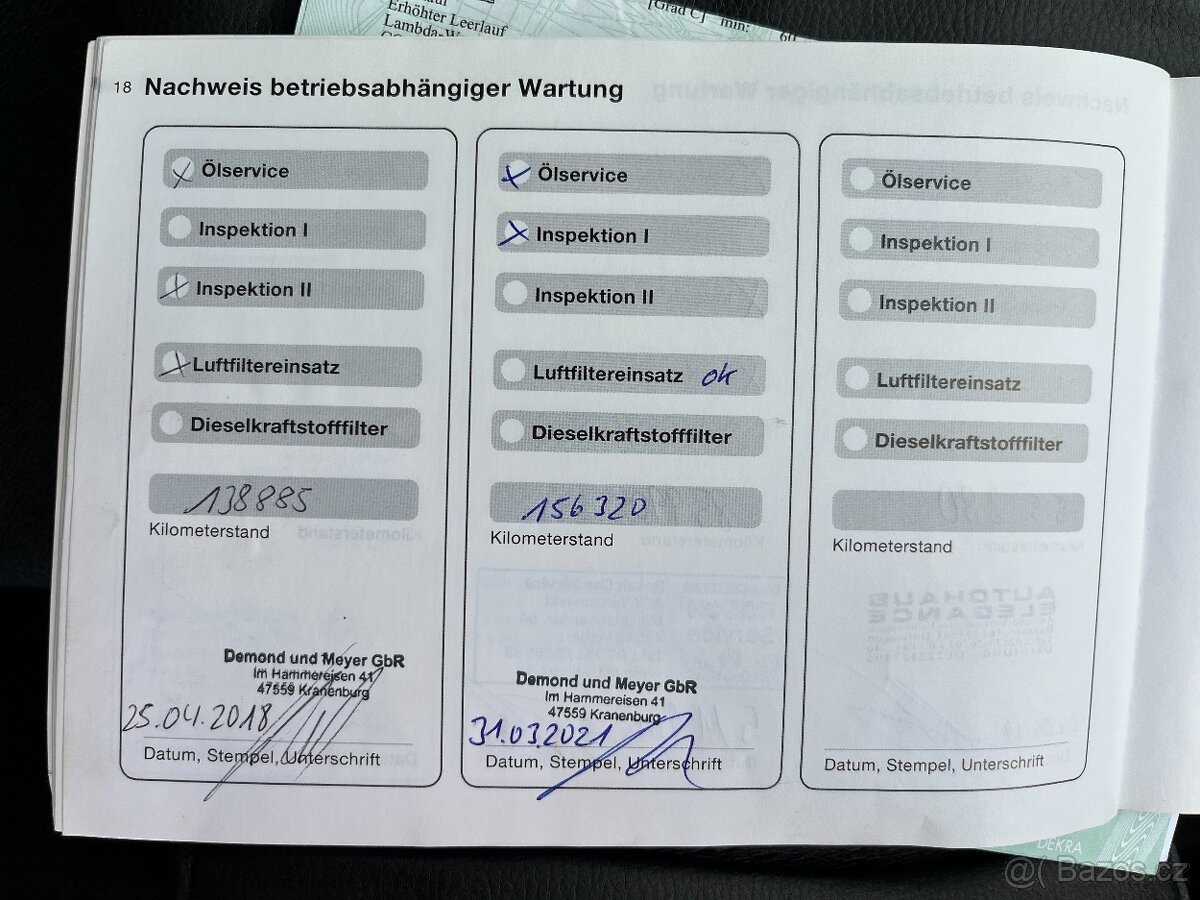 Erhöhter Leerlauf
[Grad C] min: 60
18 Nachweis betriebsabhängiger Wartung
Ölservice
Inspektion I
Inspektion II
Luftfiltereinsatz
Dieselkraftstofffilter
138885
Kilometerstand
Demond und Meyer GbR
Im Hammereisen 41
47559 Kranenburg
25.04.2018
Datum, Stempel, Unterschrift
Ölservice
Inspektion I
Inspektion II
Luftfiltereinsatz ok
Dieselkraftstofffilter
156320
Kilometerstand
Demond und Meyer GbR
Im Hammereisen 41
47559 Kranenburg
31.03.2021
Datum, Stempel, Unterschrift
Ölservice
Inspektion I
Inspektion II
Luftfiltereinsatz
Dieselkraftstofffilter
Kilometerstand
Datum, Stempel, Unterschrift
DEKRA
Bazos.cz